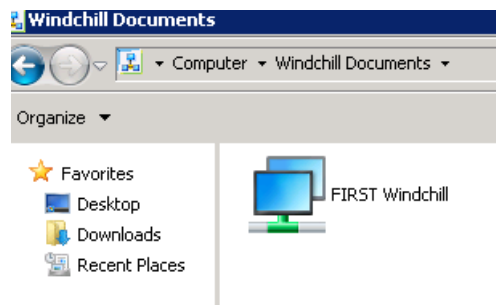 Windchill Documents
Computer Windchill Documents
Organize
Favorites
Desktop
Downloads
Recent Places
FIRST Windchill